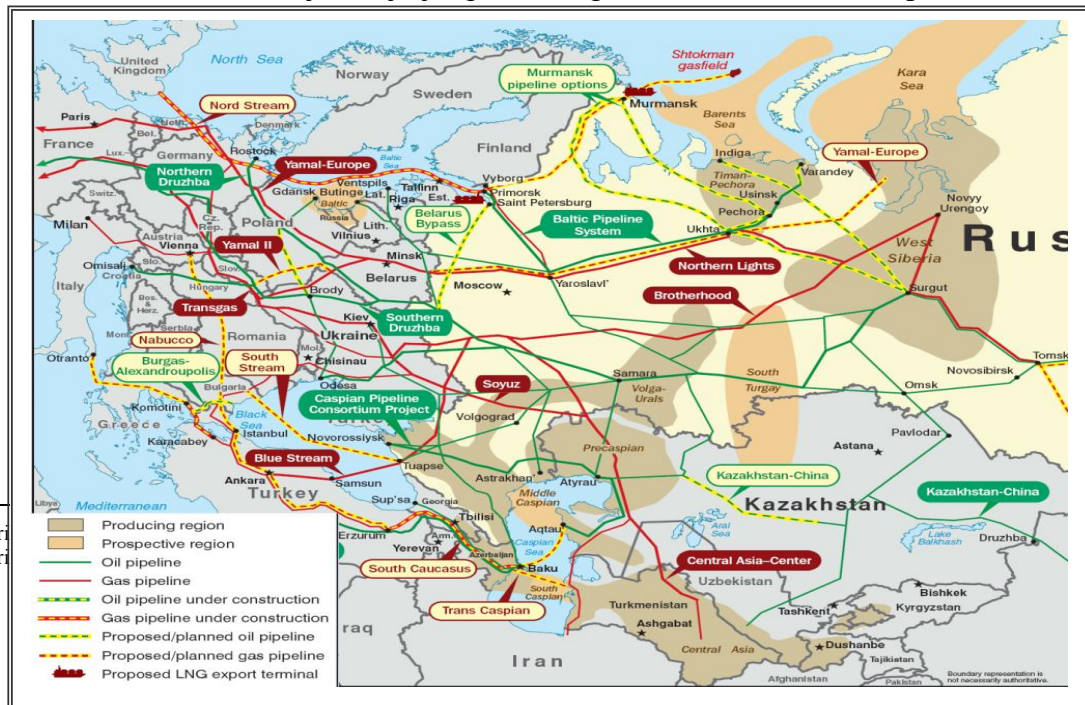 United
Kingdom
North Sea
Norway
Sweden
Finland
Murmansk
pipeline options
Shtokman
gasfield
Murmansk
Barents
Sea
Kara
Sea
Nord Stream
Paris
France
Neth.
Bel.
Lux.
Germany
Denmark
Rostock
Northern
Druzhba
Yamal-Europe
Baltic
Sea
Gdansk
Butinge
Baltic
Russia
Ventspils
Lat.
Riga
Lith.
Vilnius
Tallinn
Est.
Vyborg
Primorsk
Saint Petersburg
Belarus
Bypass
Baltic Pipeline
System
Indiga
Timan-
Pechora
Varandey
Usinsk
Pechora
Ukhta
Yamal-Europe
Novyy
Urengoy
West
Siberia
Rus
Switz.
Milan
Cz.
Rep.
Poland
Austria
Vienna
Yamal II
Slov.
Minsk
Belarus
Moscow
Yaroslavl'
Northern Lights
Brotherhood
Surgut
Omisalj
Slo.
Croatia
Hungary
Italy
Bos.
& Herz.
Transgas
Brody
Southern
Druzhba
Kiev
Ukraine
Tomsk
Novosibirsk
Omsk
Mon.
Serbia
Nabucco
Romania
Mol.
Chisinau
Otranto
Burgas-
Alexandroupolis
South
Stream
Odesa
Soyuz
Samara
Volga-
Urals
South
Turgay
Bulgaria
Komotini
Greece
Black
Sea
Caspian Pipeline
Consortium Project
Volgograd
Precaspian
Pavlodar
Astana
Karacabey
Istanbul
Novorossiysk
Blue Stream
Tuapse
Astrakhan'
Atyrau
Kazakhstan-China
Kazakhstan
Kazakhstan-China
Ankara
Turkey
Samsun
Sup'sa
Georgia
Middle
Caspian
Aral
Sea
Lake
Balkhash
Druzhba
Libya
Mediterranean
Erzurum
Tbilisi
Arm.
Yerevan
Azerbaijan
Aqtau
Caspian
Sea
Baku
Central Asia–Center
Uzbekistan
Bishkek
Kyrgyzstan
South Caucasus
South
Caspian
Trans Caspian
Turkmenistan
Ashgabat
Tashkent
Iran
Central Asia
Dushanbe
Tajikistan
Afghanistan
Pakistan
raq
Producing region
Prospective region
Oil pipeline
Gas pipeline
Oil pipeline under construction
Gas pipeline under construction
Proposed/planned oil pipeline
Proposed/planned gas pipeline
Proposed LNG export terminal
Boundary representation is
not necessarily authoritative.